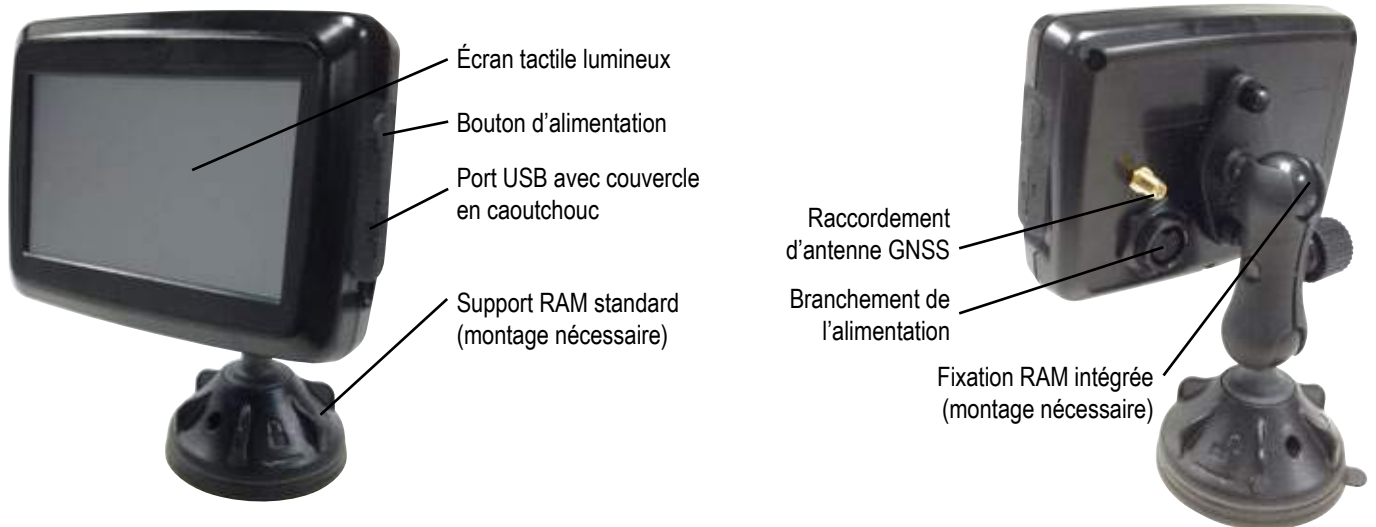 Écran tactile lumineux
Bouton d’alimentation
Port USB avec couvercle
en caoutchouc
Support RAM standard
(montage nécessaire)
Raccordement
d’antenne GNSS
Branchement de
l’alimentation
Fixation RAM intégrée
(montage nécessaire)